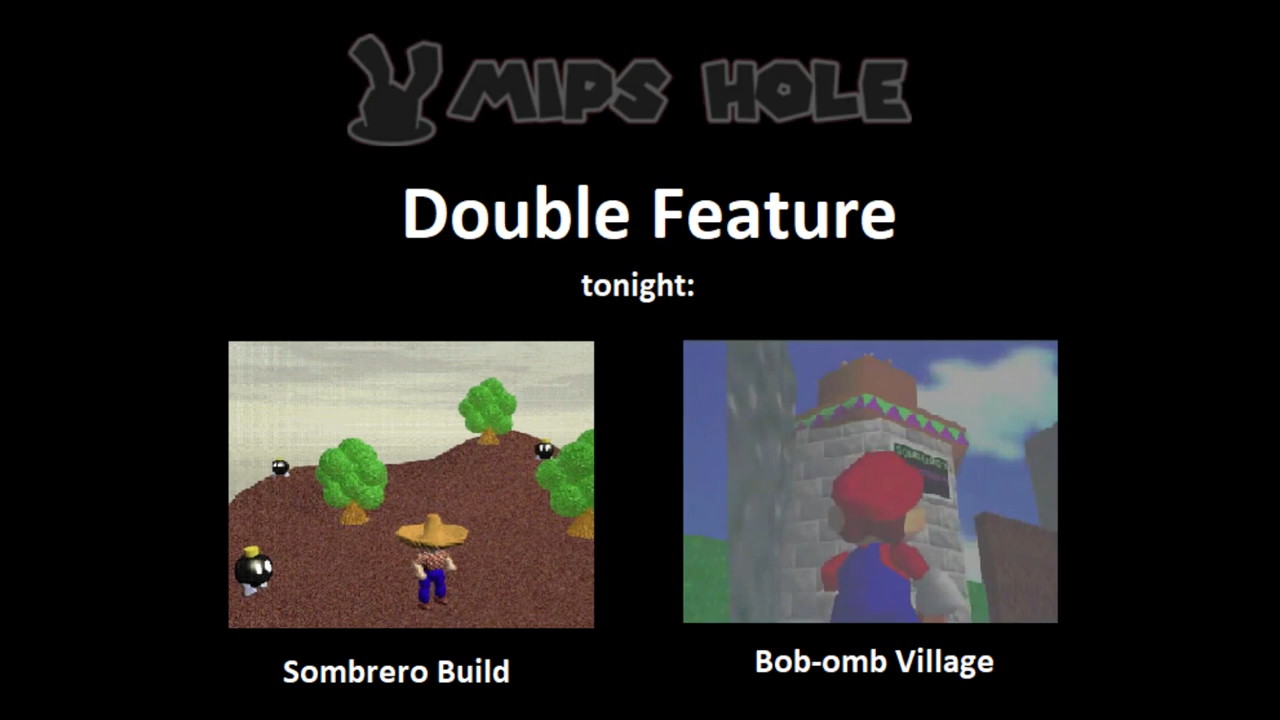 MIPS HOLE
Double Feature
tonight:
Sombrero Build
Bob-omb Village